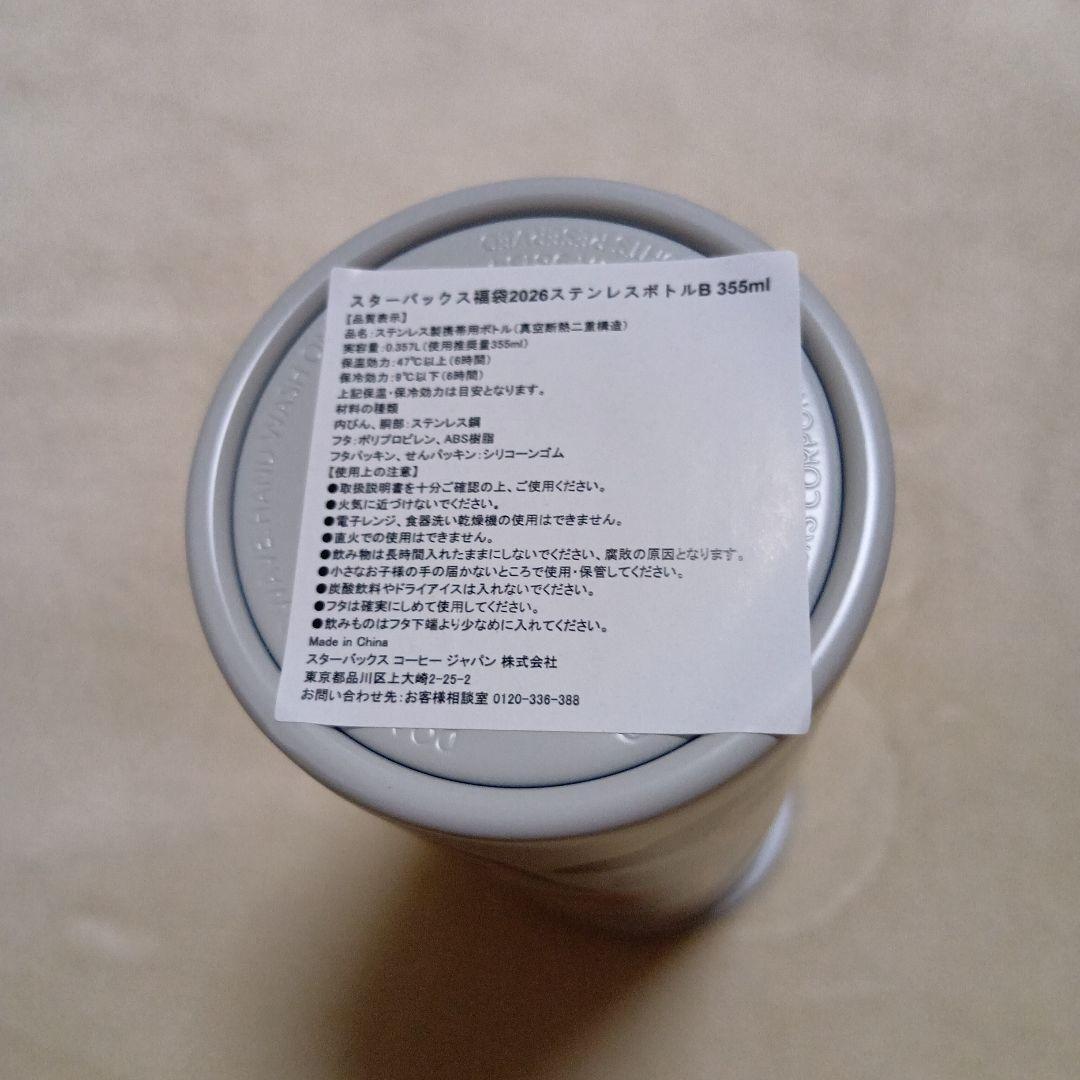 スターバックス福袋2026ステンレスボトルB 355ml
【品質表示】
品名：ステンレス製携帯用ボトル（真空断熱二重構造）
実容量：0.357L（使用推奨量355ml）
保温効力：47℃以上（6時間）
保冷効力：9℃以下（6時間）
上記保温・保冷効力は目安となります。
材料の種類
内びん、胴部：ステンレス鋼
フタ：ポリプロピレン、ABS樹脂
フタパッキン、せんパッキン：シリコーンゴム
【使用上の注意】
●取扱説明書を十分ご確認の上、ご使用ください。
●火気に近づけないでください。
●電子レンジ、食器洗い乾燥機の使用はできません。
●直火での使用はできません。
●飲み物は長時間入れたままにしないでください、腐敗の原因となります。
●小さなお子様の手の届かないところで使用・保管してください。
●炭酸飲料やドライアイスは入れないでください。
●フタは確実にしめて使用してください。
●飲みものはフタ下端より少なめに入れてください。
Made in China
スターバックス コーヒー ジャパン 株式会社
東京都品川区上大崎2-25-2
お問い合わせ先：お客様相談室 0120-336-388
HAND WASH